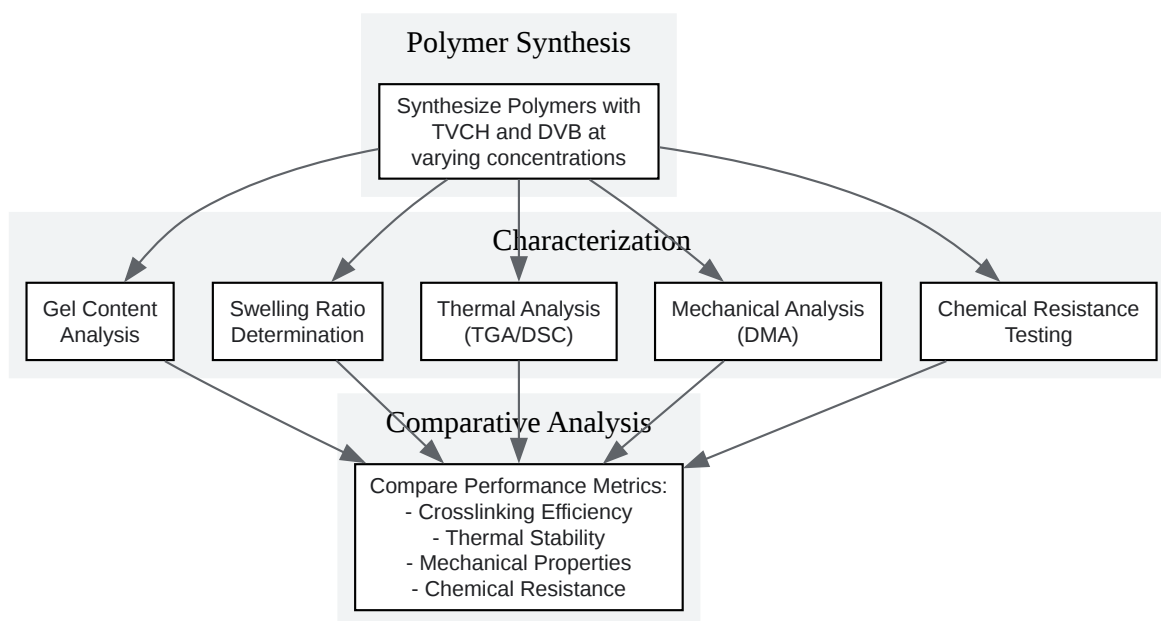 Polymer Synthesis
Synthesize Polymers with
TVCH and DVB at
varying concentrations
Characterization
Gel Content
Analysis
Swelling Ratio
Determination
Thermal Analysis
(TGA/DSC)
Mechanical Analysis
(DMA)
Chemical Resistance
Testing
Comparative Analysis
Compare Performance Metrics:
- Crosslinking Efficiency
- Thermal Stability
- Mechanical Properties
- Chemical Resistance